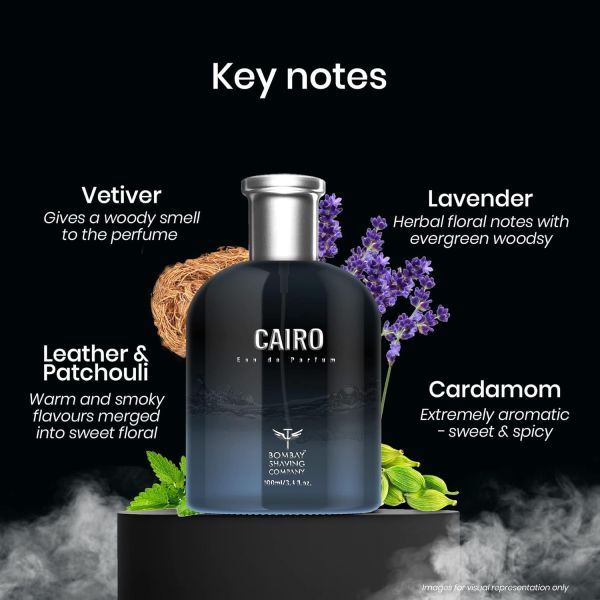 Key notes
Vetiver
Gives a woody smell
to the perfume
Lavender
Herbal floral notes with
evergreen woodsy
CAIRO
Eau de Parfum
Leather &
Patchouli
Warm and smoky
flavours merged
into sweet floral
Cardamom
Extremely aromatic
- sweet & spicy
BOMBAY
SHAVING
COMPANY
100ml/3.4 fl.oz.
Images for visual representation only